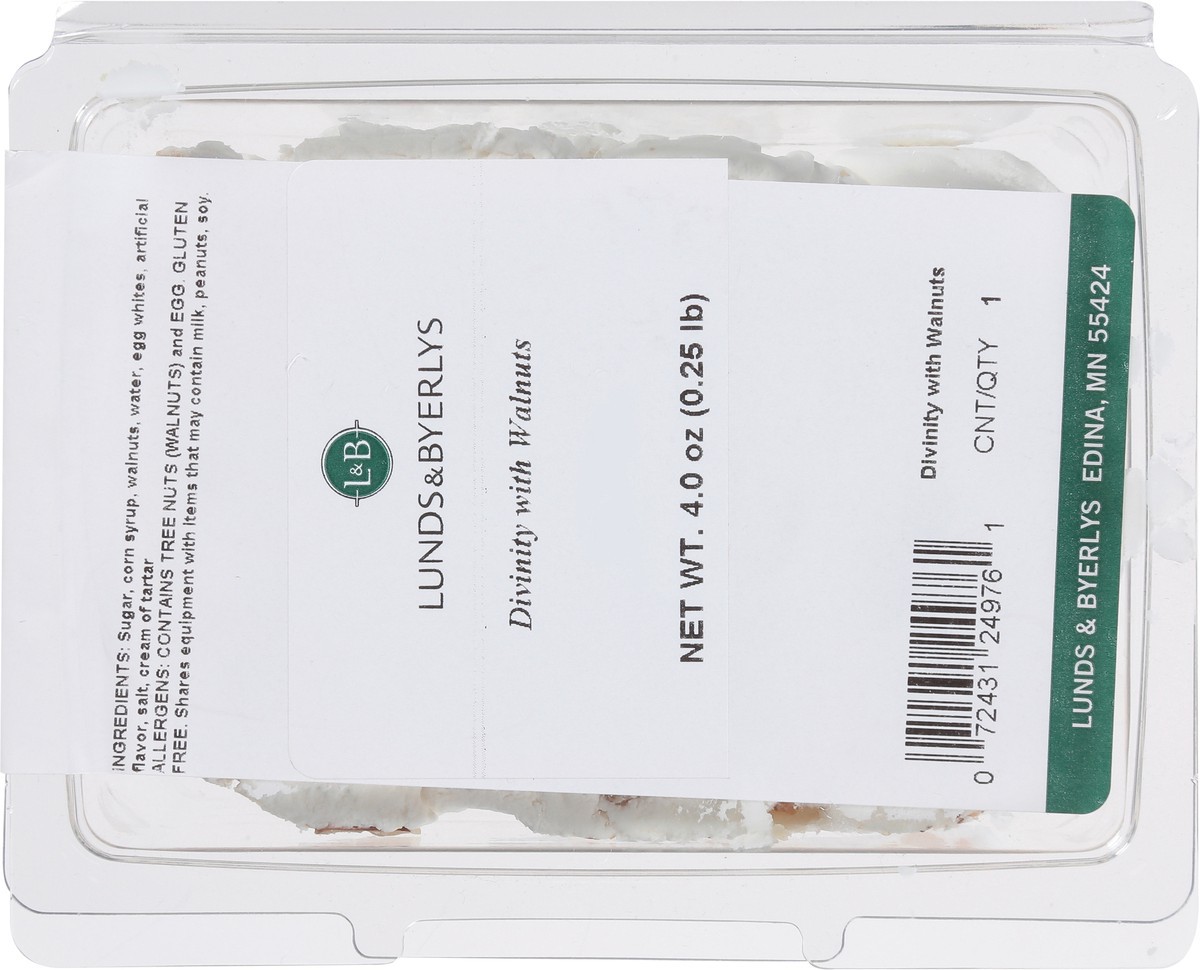 INGREDIENTS: Sugar, corn syrup, walnuts, water, egg whites, artificial
flavor, salt, cream of tartar
ALLERGENS: CONTAINS TREE NUTS (WALNUTS) and EGG. GLUTEN
FREE. Shares equipment with items that may contain milk, peanuts, soy.
L&B
LUNDS & BYERLYS
Divinity with Walnuts
NET WT. 4.0 oz (0.25 lb)
Divinity with Walnuts
CNT/QTY 1
0 72431 24976 1
LUNDS & BYERLYS EDINA, MN 55424